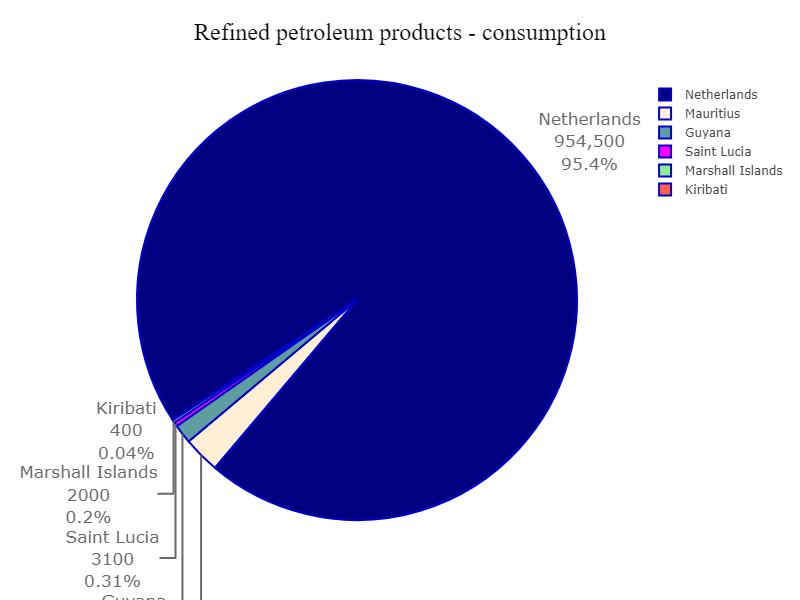 Refined petroleum products - consumption
Netherlands
954,500
95.4%
Netherlands
Mauritius
Guyana
Saint Lucia
Marshall Islands
Kiribati
Kiribati
400
0.04%
Marshall Islands
2000
0.2%
Saint Lucia
3100
0.31%
Guyana